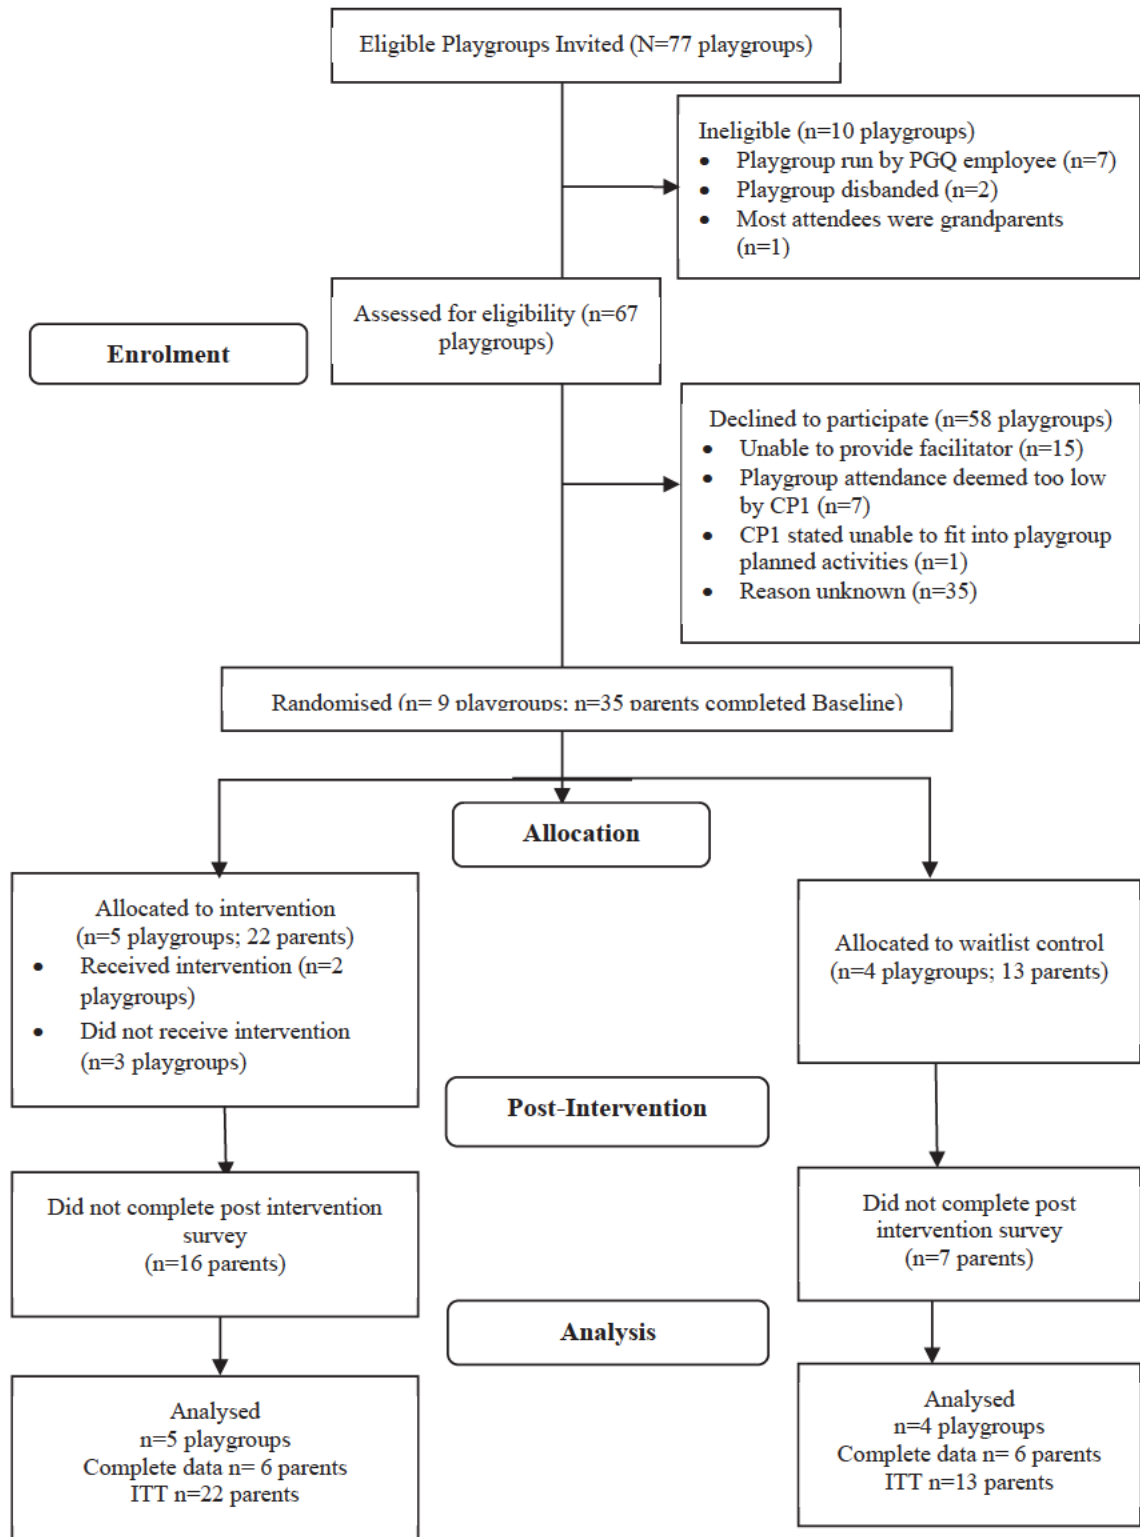 Eligible Playgroups Invited (N=77 playgroups)
Ineligible (n=10 playgroups)
• Playgroup run by PGQ employee (n=7)
• Playgroup disbanded (n=2)
• Most attendees were grandparents
(n=1)
Assessed for eligibility (n=67
playgroups)
Enrolment
Declined to participate (n=58 playgroups)
• Unable to provide facilitator (n=15)
• Playgroup attendance deemed too low
by CP1 (n=7)
• CP1 stated unable to fit into playgroup
planned activities (n=1)
• Reason unknown (n=35)
Randomised (n= 9 playgroups; n=35 parents completed Baseline)
Allocation
Allocated to intervention
(n=5 playgroups; 22 parents)
• Received intervention (n=2
playgroups)
• Did not receive intervention
(n=3 playgroups)
Allocated to waitlist control
(n=4 playgroups; 13 parents)
Post-Intervention
Did not complete post intervention
survey
(n=16 parents)
Did not complete post
intervention survey
(n=7 parents)
Analysis
Analysed
n=5 playgroups
Complete data n= 6 parents
ITT n=22 parents
Analysed
n=4 playgroups
Complete data n= 6 parents
ITT n=13 parents